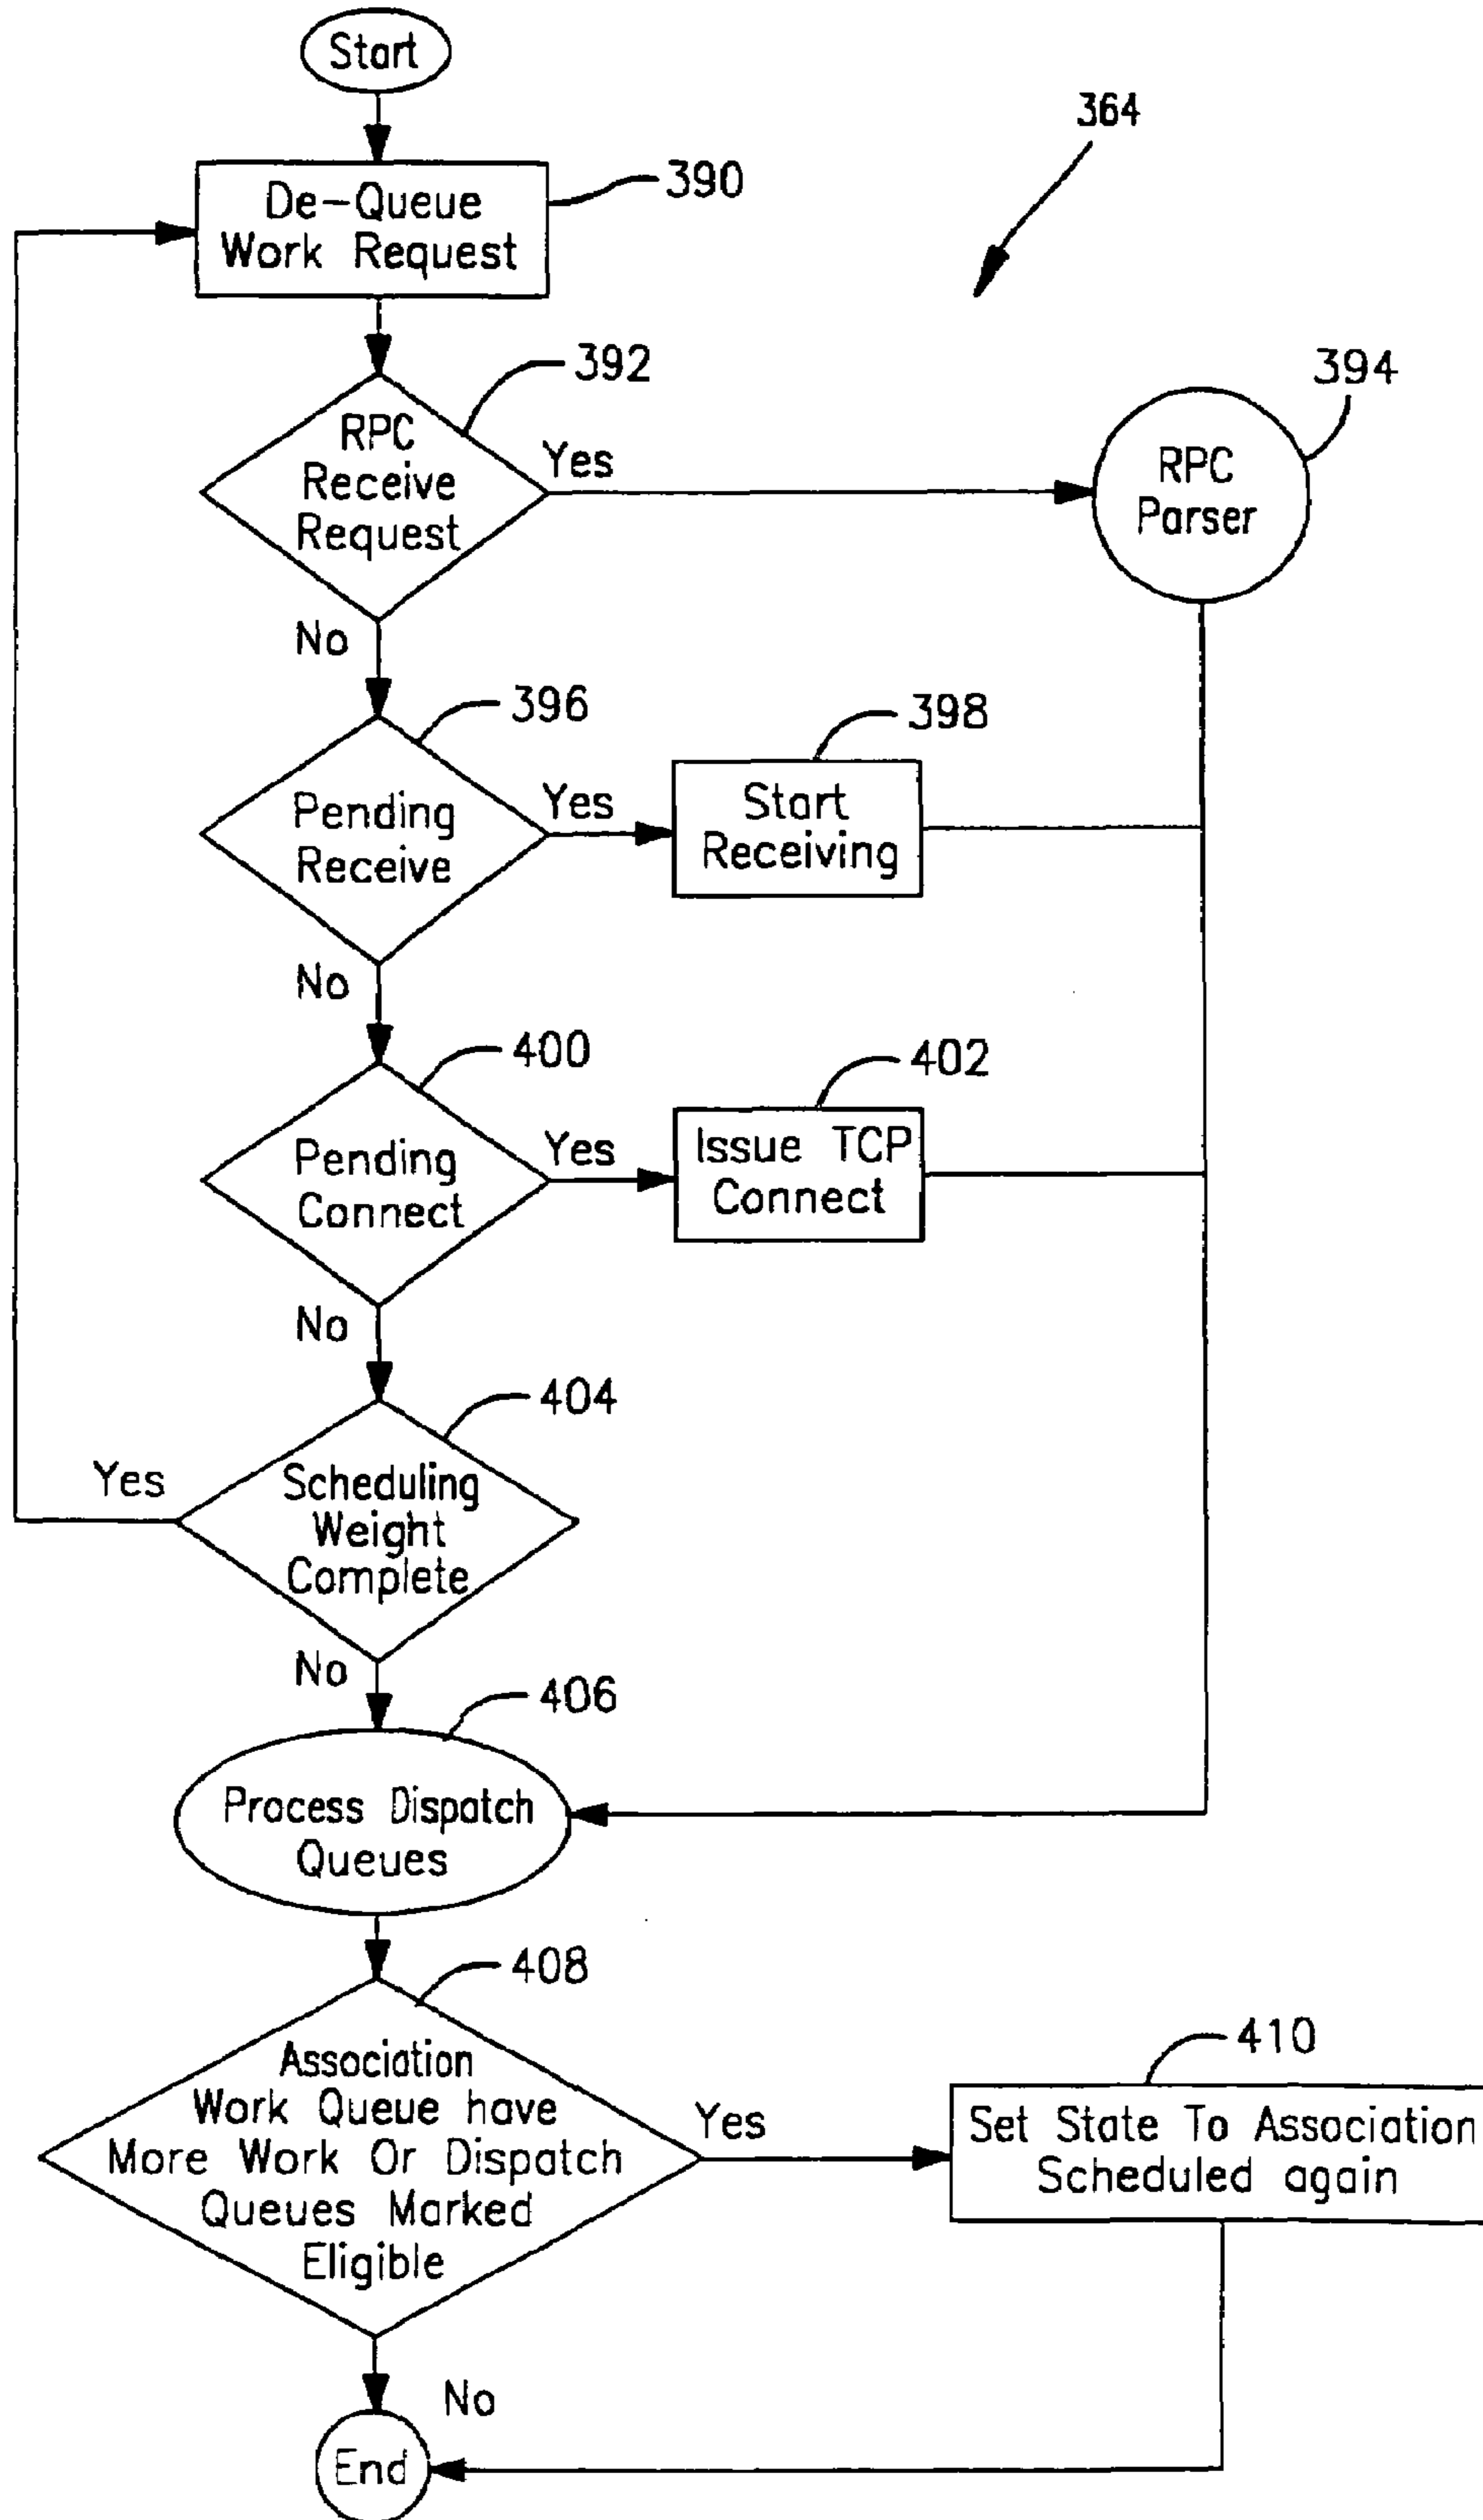 Start
364
De-Queue
Work Request
390
392
RPC
Receive
Request
Yes
394
RPC
Parser
No
396
Pending
Receive
Yes
398
Start
Receiving
No
400
Pending
Connect
Yes
402
Issue TCP
Connect
No
404
Scheduling
Weight
Complete
Yes
No
406
Process Dispatch
Queues
408
Association
Work Queue have
More Work Or Dispatch
Queues Marked
Eligible
Yes
410
Set State To Association
Scheduled again
No
End